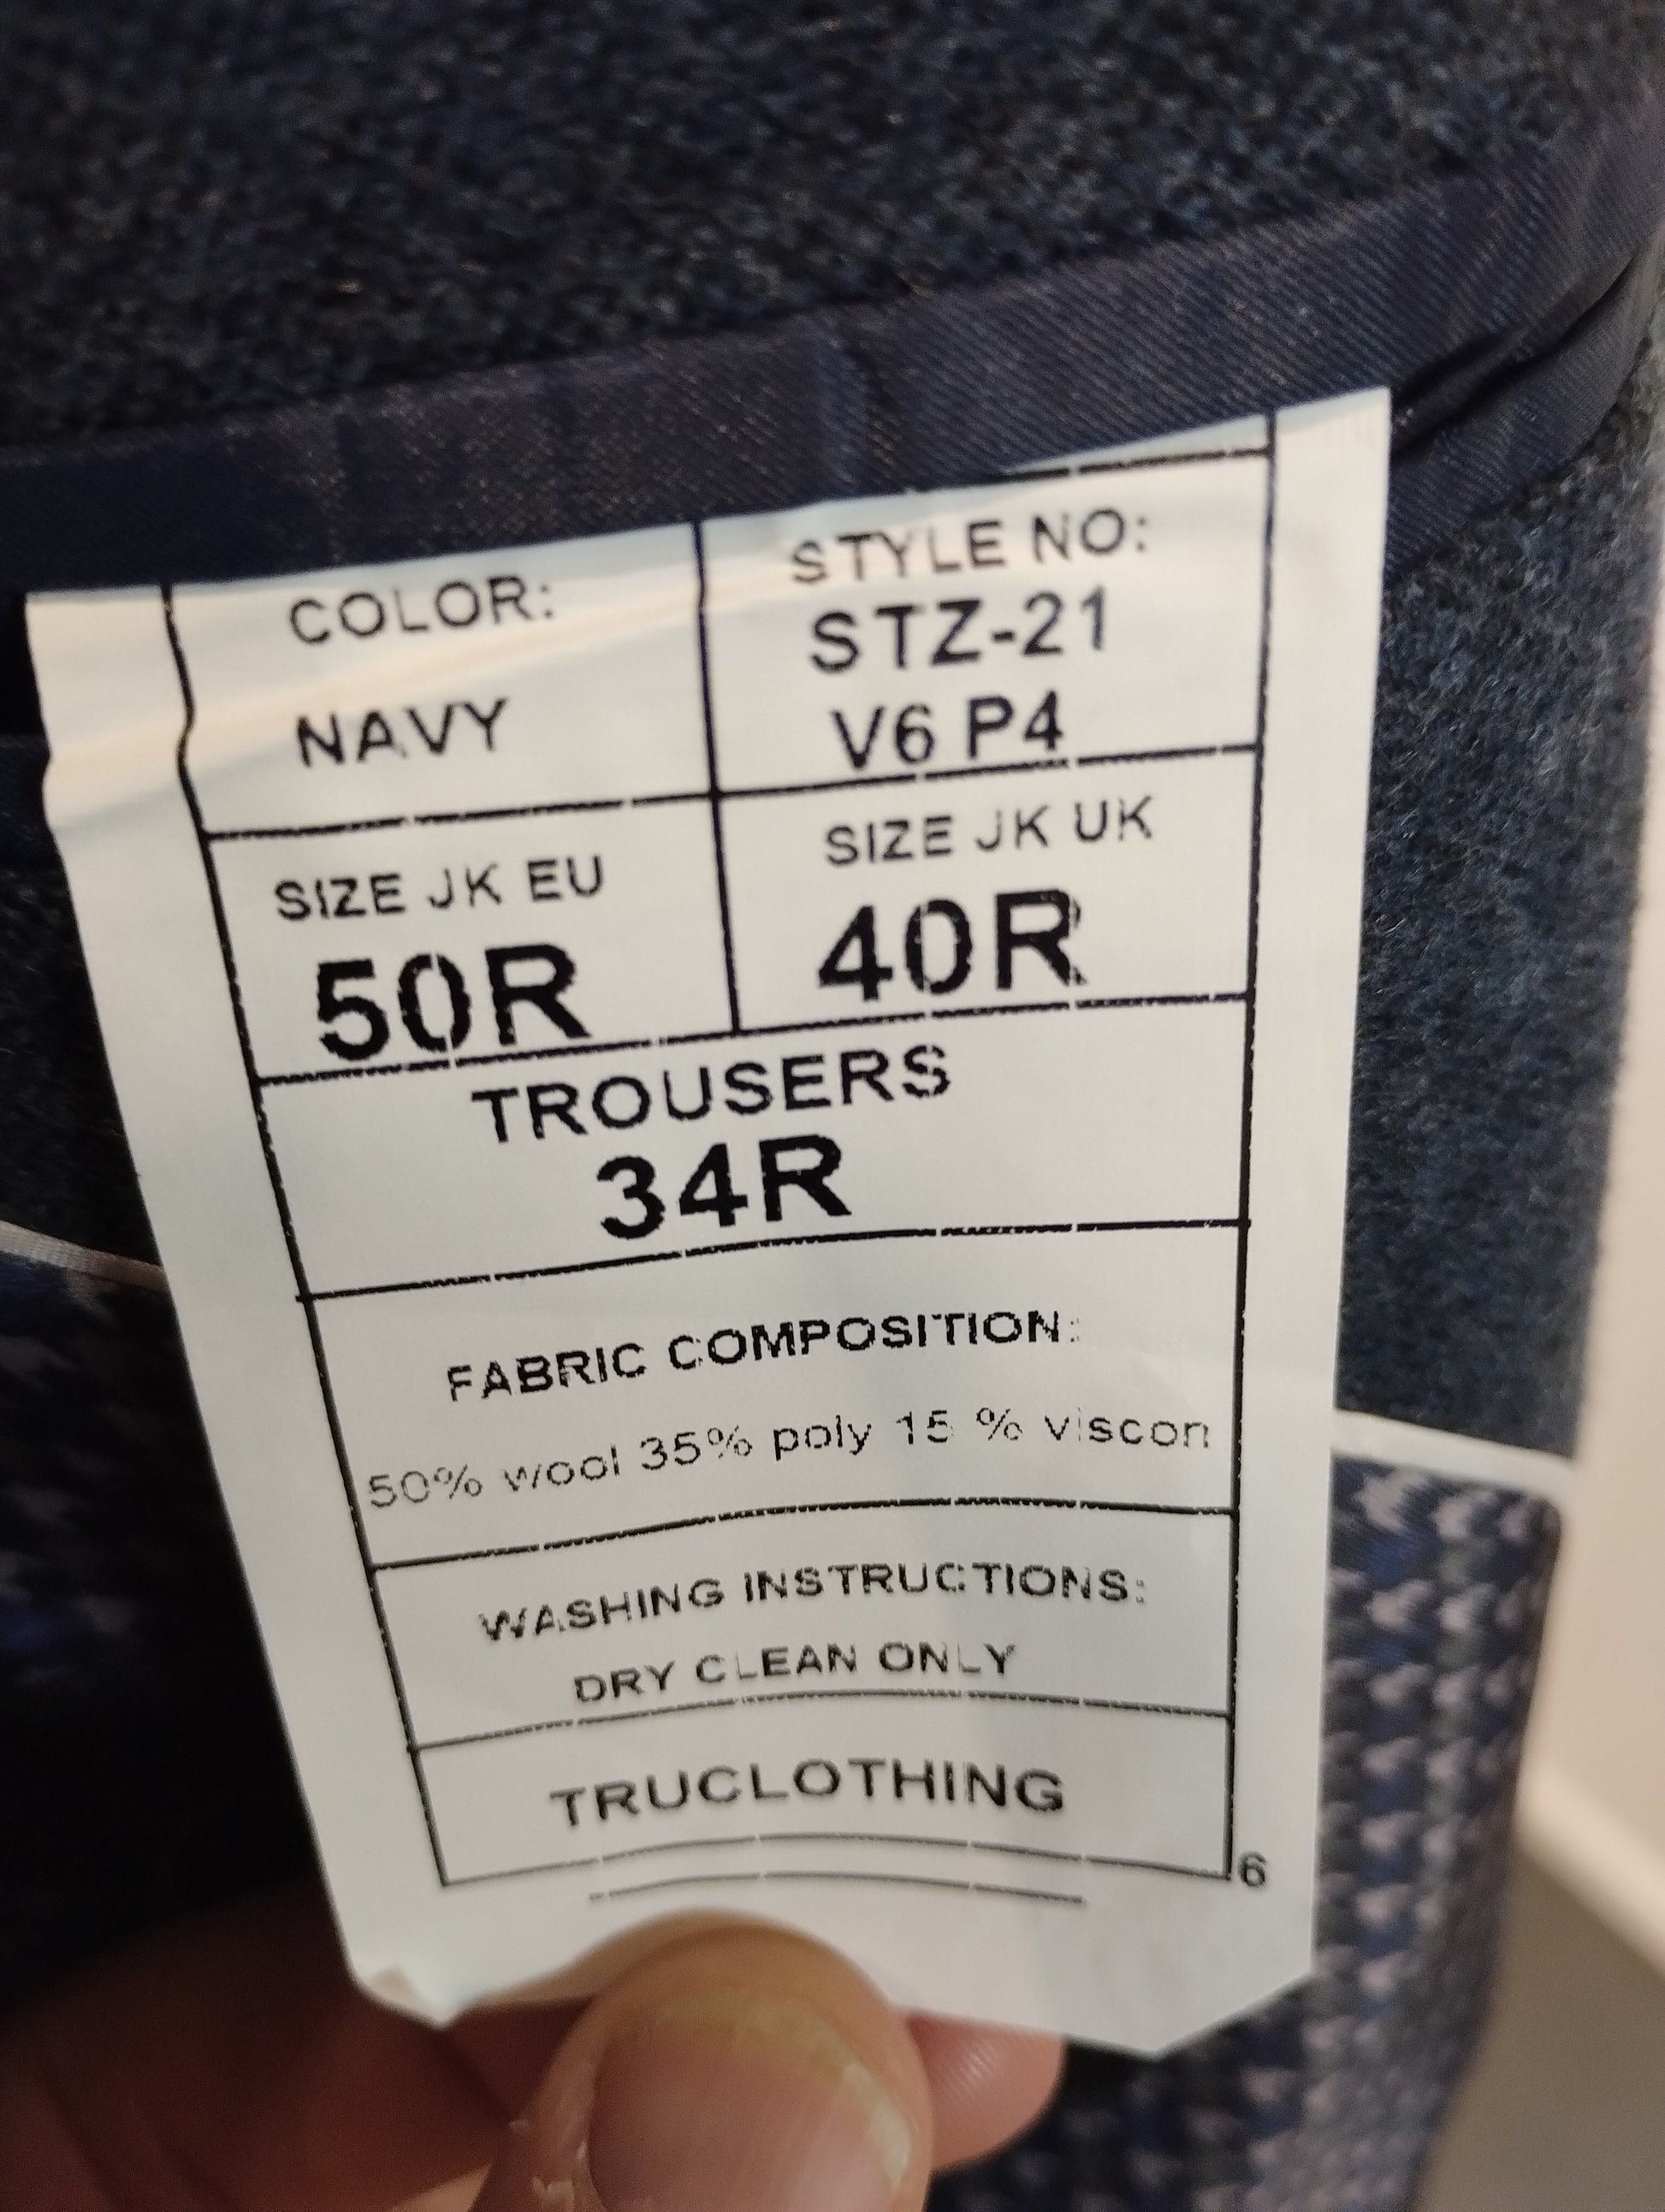 COLOR:
NAVY
STYLE NO:
STZ-21
V6 P4
SIZE JK EU
50R
SIZE JK UK
40R
TROUSERS
34R
FABRIC COMPOSITION:
50% wool 35% poly 15 % viscon
WASHING INSTRUCTIONS:
DRY CLEAN ONLY
TRUCLOTHING
6